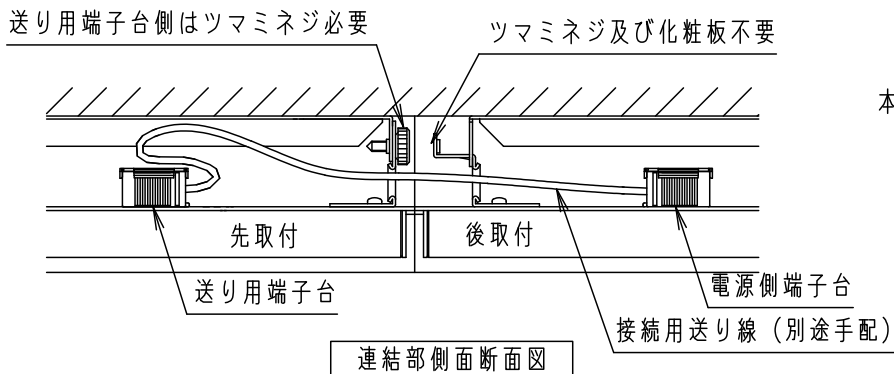 送り用端子台側はツマミネジ必要
ツマミネジ及び化粧板不要
本
先取付
後取付
送り用端子台
電源側端子台
接続用送り線（別途手配）
連結部側面断面図